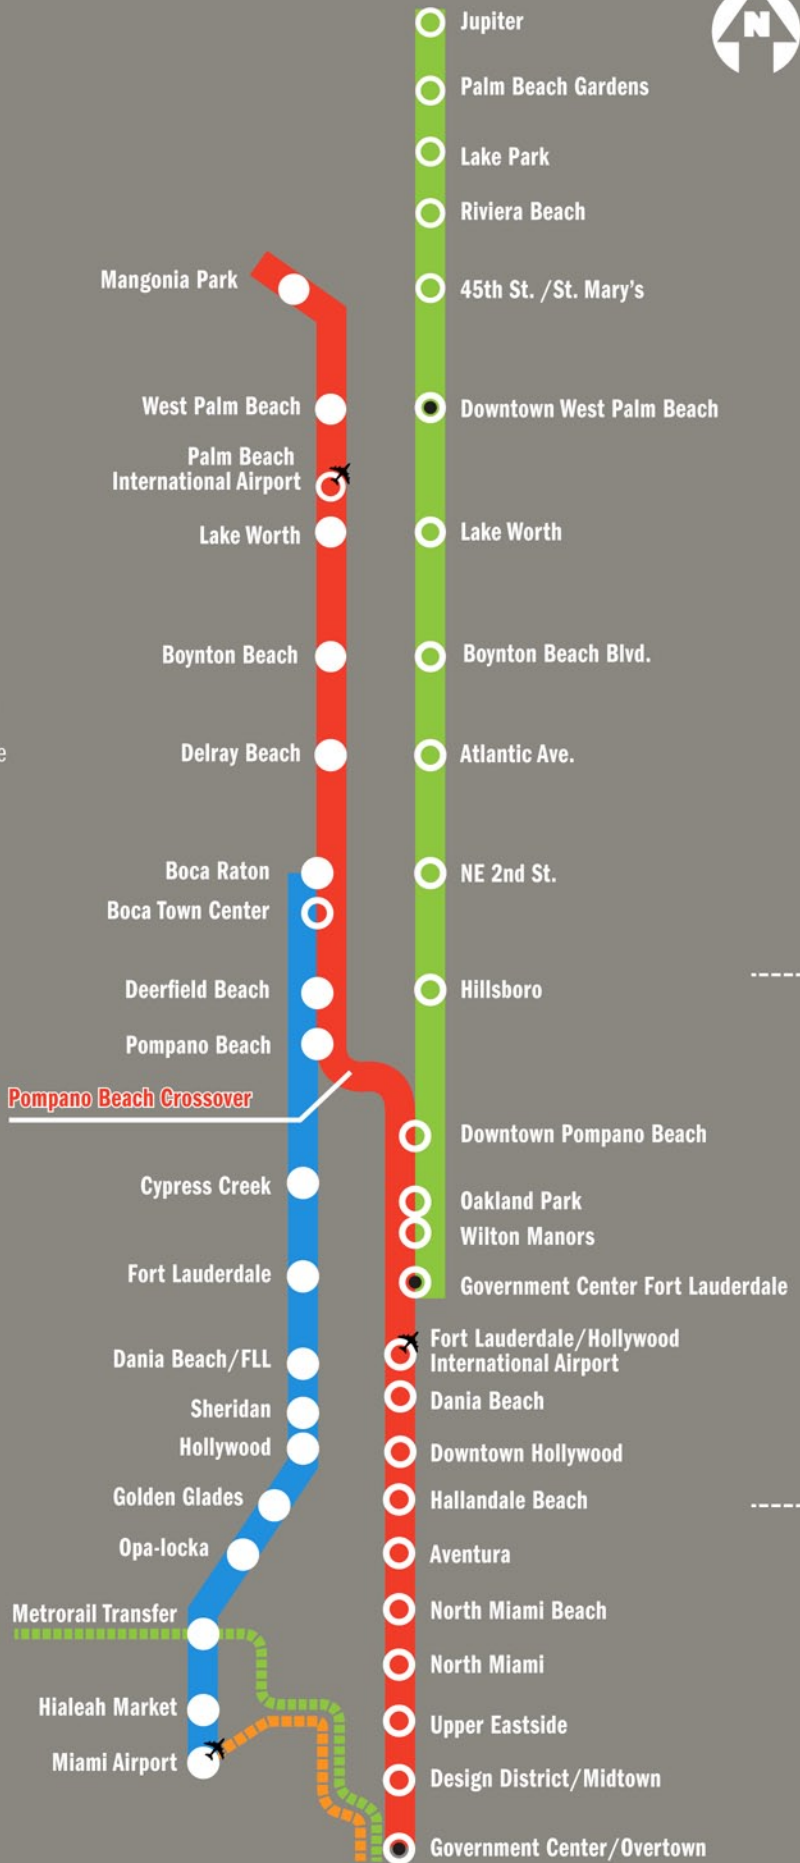 Jupiter
N
Palm Beach Gardens
Lake Park
Riviera Beach
Mangonia Park
45th St. /St. Mary's
West Palm Beach
Downtown West Palm Beach
Palm Beach
International Airport
Lake Worth
Lake Worth
Boynton Beach
Boynton Beach Blvd.
e
Delray Beach
Atlantic Ave.
Boca Raton
NE 2nd St.
Boca Town Center
Deerfield Beach
Hillsboro
Pompano Beach
Pompano Beach Crossover
Downtown Pompano Beach
Cypress Creek
Oakland Park
Wilton Manors
Fort Lauderdale
Government Center Fort Lauderdale
Fort Lauderdale/Hollywood
International Airport
Dania Beach/FLL
Dania Beach
Sheridan
Hollywood
Downtown Hollywood
Golden Glades
Hallandale Beach
Opa-locka
Aventura
Metrorail Transfer
North Miami Beach
North Miami
Hialeah Market
Upper Eastside
Miami Airport
Design District/Midtown
Government Center/Overtown